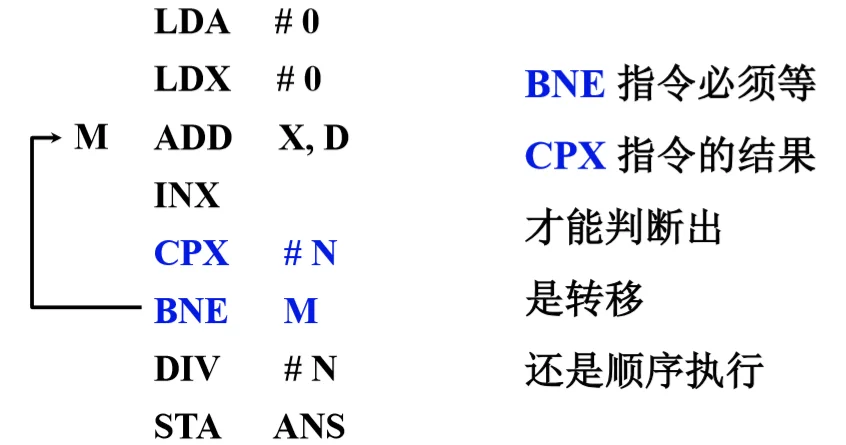 LDA # 0
LDX # 0
M ADD X, D
INX
CPX # N
BNE M
DIV # N
STA ANS
BNE 指令必须等
CPX 指令的结果
才能判断出
是转移
还是顺序执行